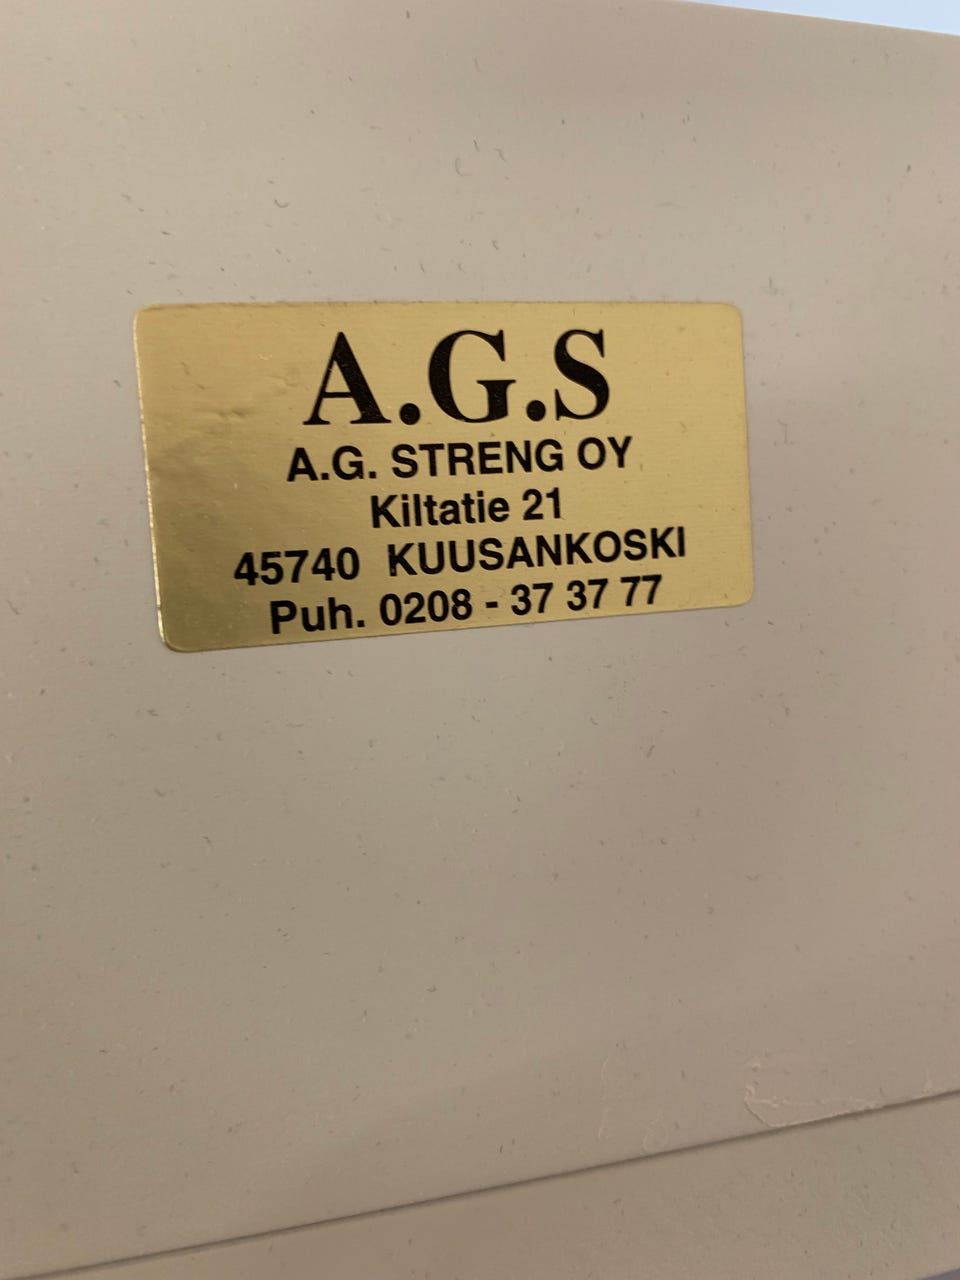 A.G.S
A.G. STRENG OY
Kiltatie 21
45740 KUUSANKOSKI
Puh. 0208 - 37 37 77